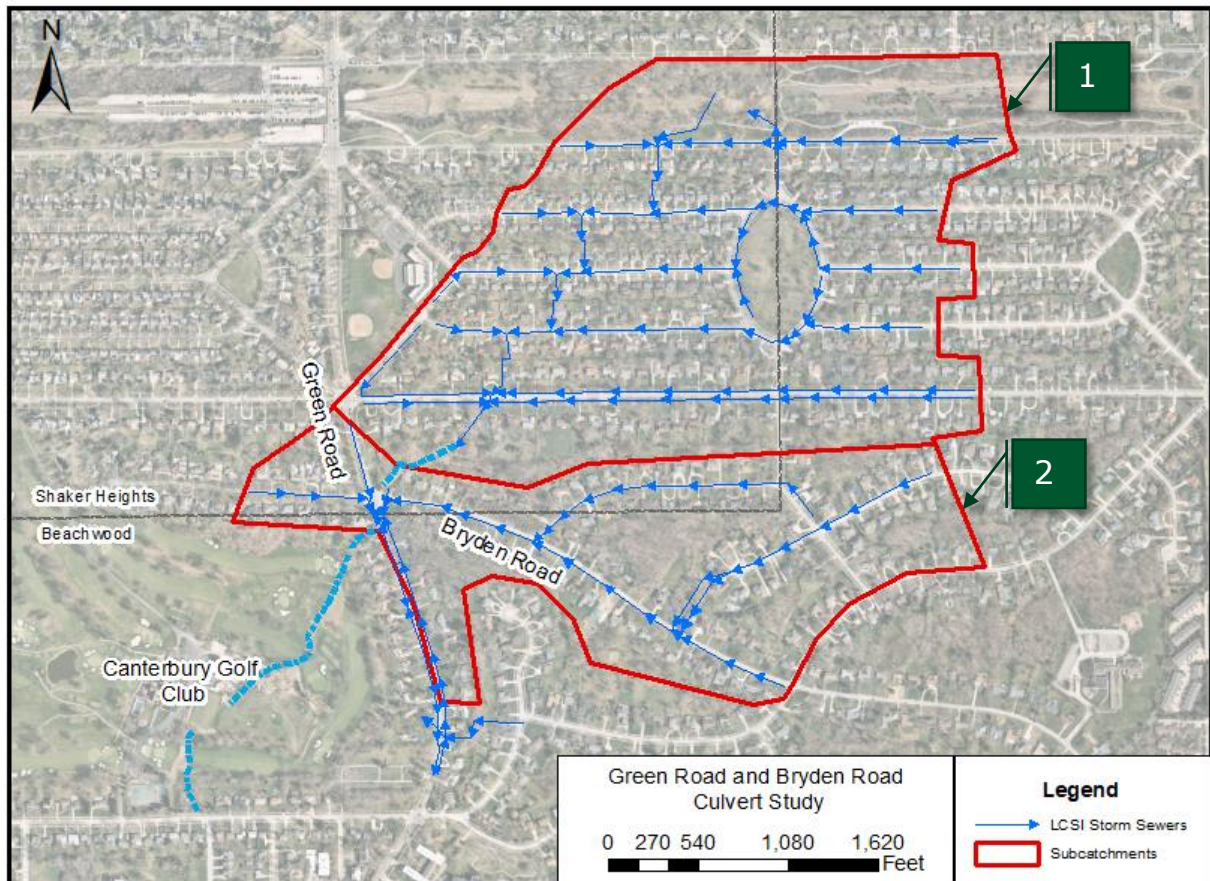 N
1
Green Road
2
Shaker Heights
Beachwood
Bryden Road
Canterbury Golf
Club
Green Road and Bryden Road
Culvert Study
0 270 540 1,080 1,620
Feet
Legend
LCSI Storm Sewers
Subcatchments